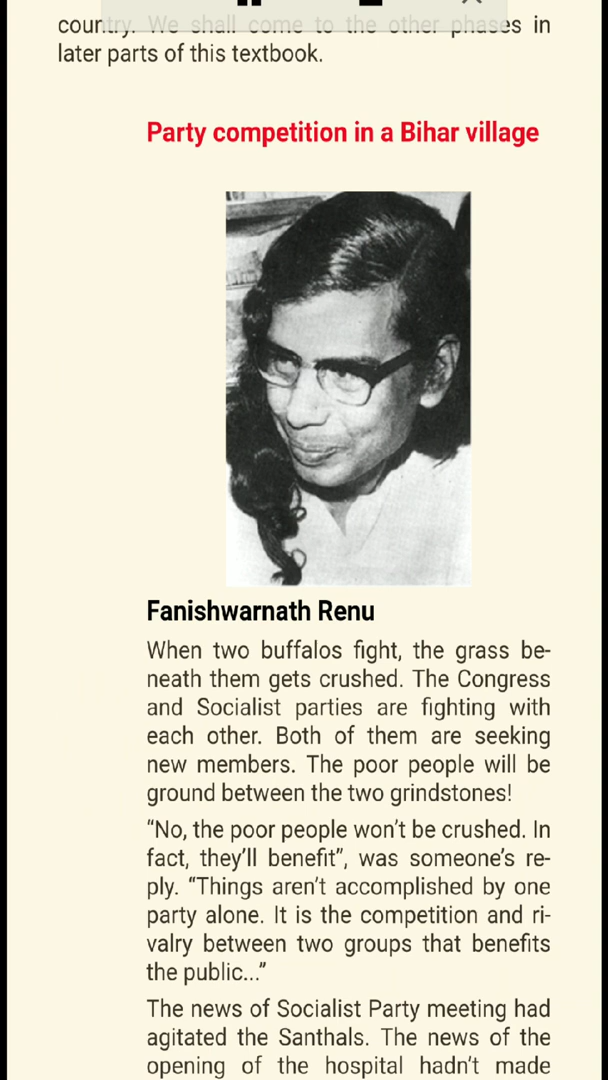 country. We shall come to the other phases in
later parts of this textbook.
Party competition in a Bihar village
Fanishwarnath Renu
When two buffalos fight, the grass be-
neath them gets crushed. The Congress
and Socialist parties are fighting with
each other. Both of them are seeking
new members. The poor people will be
ground between the two grindstones!
“No, the poor people won’t be crushed. In
fact, they’ll benefit”, was someone’s re-
ply. “Things aren’t accomplished by one
party alone. It is the competition and ri-
valry between two groups that benefits
the public...”
The news of Socialist Party meeting had
agitated the Santhals. The news of the
opening of the hospital hadn’t made